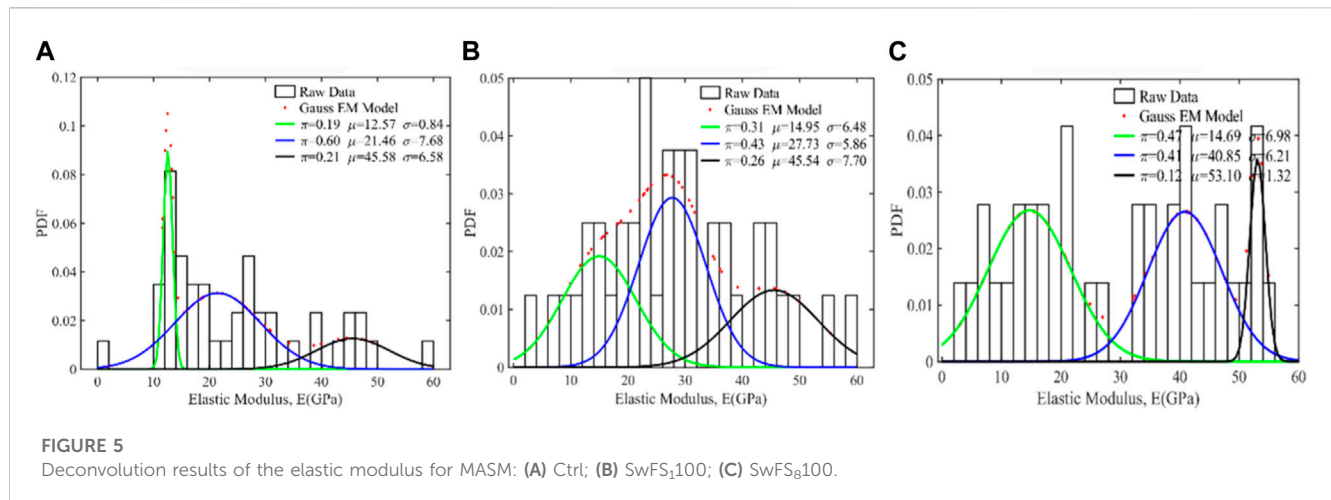 A
B
C
0.12
0.1
0.08
0.06
0.04
0.02
0
PDF
0 10 20 30 40 50 60
Elastic Modulus, E(GPa)
Raw Data
Gauss EM Model
π=0.19 μ=12.57 σ=0.84
π=0.60 μ=21.46 σ=7.68
π=0.21 μ=45.58 σ=6.58
0.05
0.04
0.03
0.02
0.01
0
PDF
0 10 20 30 40 50 60
Elastic Modulus, E(GPa)
Raw Data
Gauss EM Model
π=0.31 μ=14.95 σ=6.48
π=0.43 μ=27.73 σ=5.86
π=0.26 μ=45.54 σ=7.70
0.05
0.04
0.03
0.02
0.01
0
PDF
0 10 20 30 40 50 60
Elastic Modulus, E(GPa)
Raw Data
Gauss EM Model
π=0.47 μ=14.69 σ=6.98
π=0.41 μ=40.85 σ=6.21
π=0.12 μ=53.10 σ=1.32
FIGURE 5
Deconvolution results of the elastic modulus for MASM: (A) Ctrl; (B) SwFS₁100; (C) SwFS₈100.